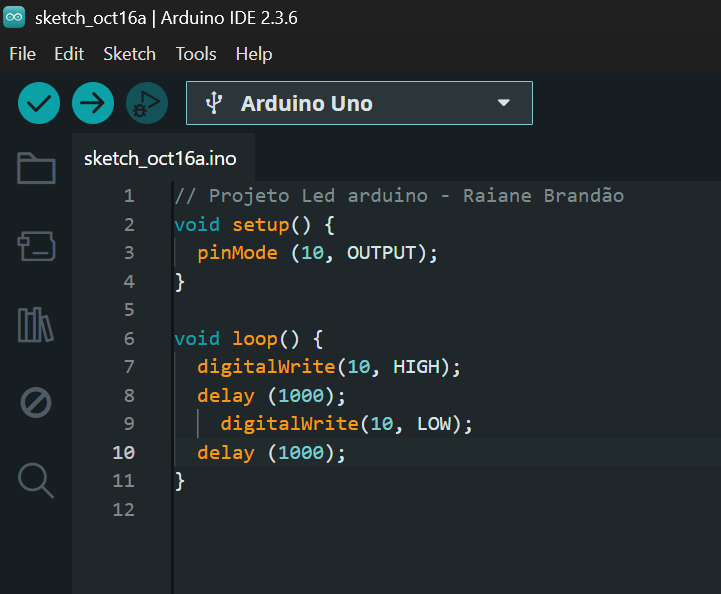 sketch_oct16a | Arduino IDE 2.3.6
File Edit Sketch Tools Help
Arduino Uno
sketch_oct16a.ino
1 // Projeto Led arduino - Raiane Brandão
2 void setup() {
3   pinMode (10, OUTPUT);
4 }
5
6 void loop() {
7   digitalWrite(10, HIGH);
8   delay (1000);
9     digitalWrite(10, LOW);
10   delay (1000);
11 }
12